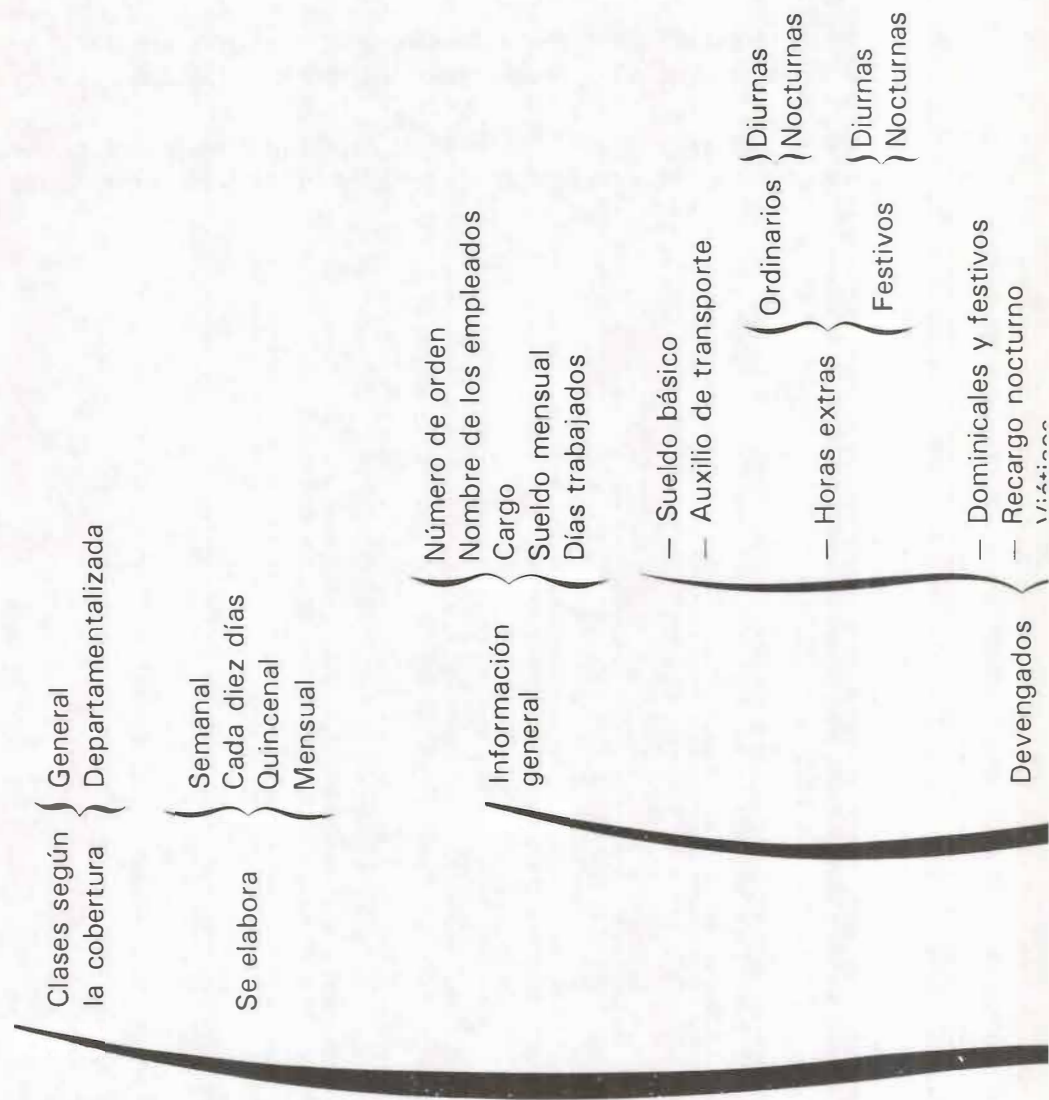 Clases según
la cobertura
General
Departamentalizada
Se elabora
Semanal
Cada diez días
Quincenal
Mensual
Información
general
Número de orden
Nombre de los empleados
Cargo
Sueldo mensual
Días trabajados
Devengados
— Sueldo básico
— Auxilio de transporte
— Horas extras
Ordinarios
Diurnas
Nocturnas
Festivos
Diurnas
Nocturnas
— Dominicales y festivos
— Recargo nocturno